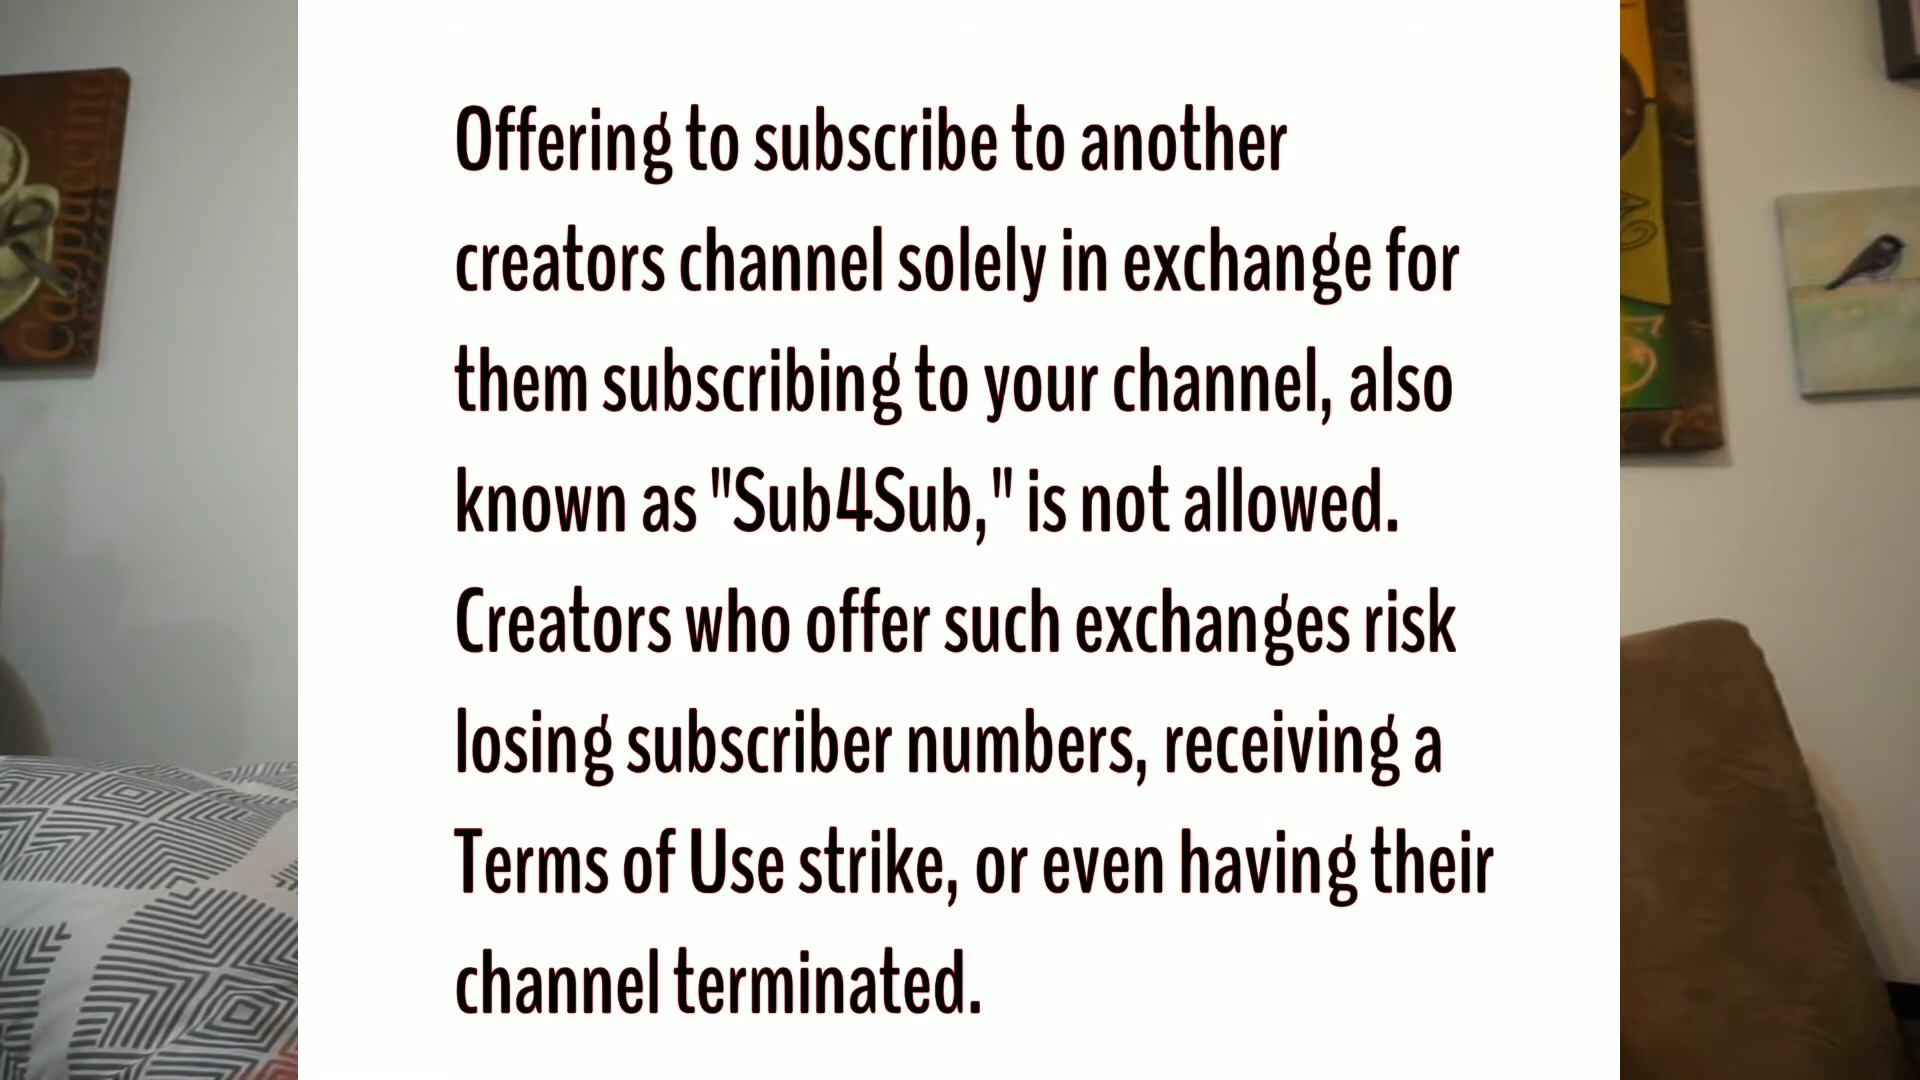 Cappuccino
Offering to subscribe to another
creators channel solely in exchange for
them subscribing to your channel, also
known as "Sub4Sub," is not allowed.
Creators who offer such exchanges risk
losing subscriber numbers, receiving a
Terms of Use strike, or even having their
channel terminated.